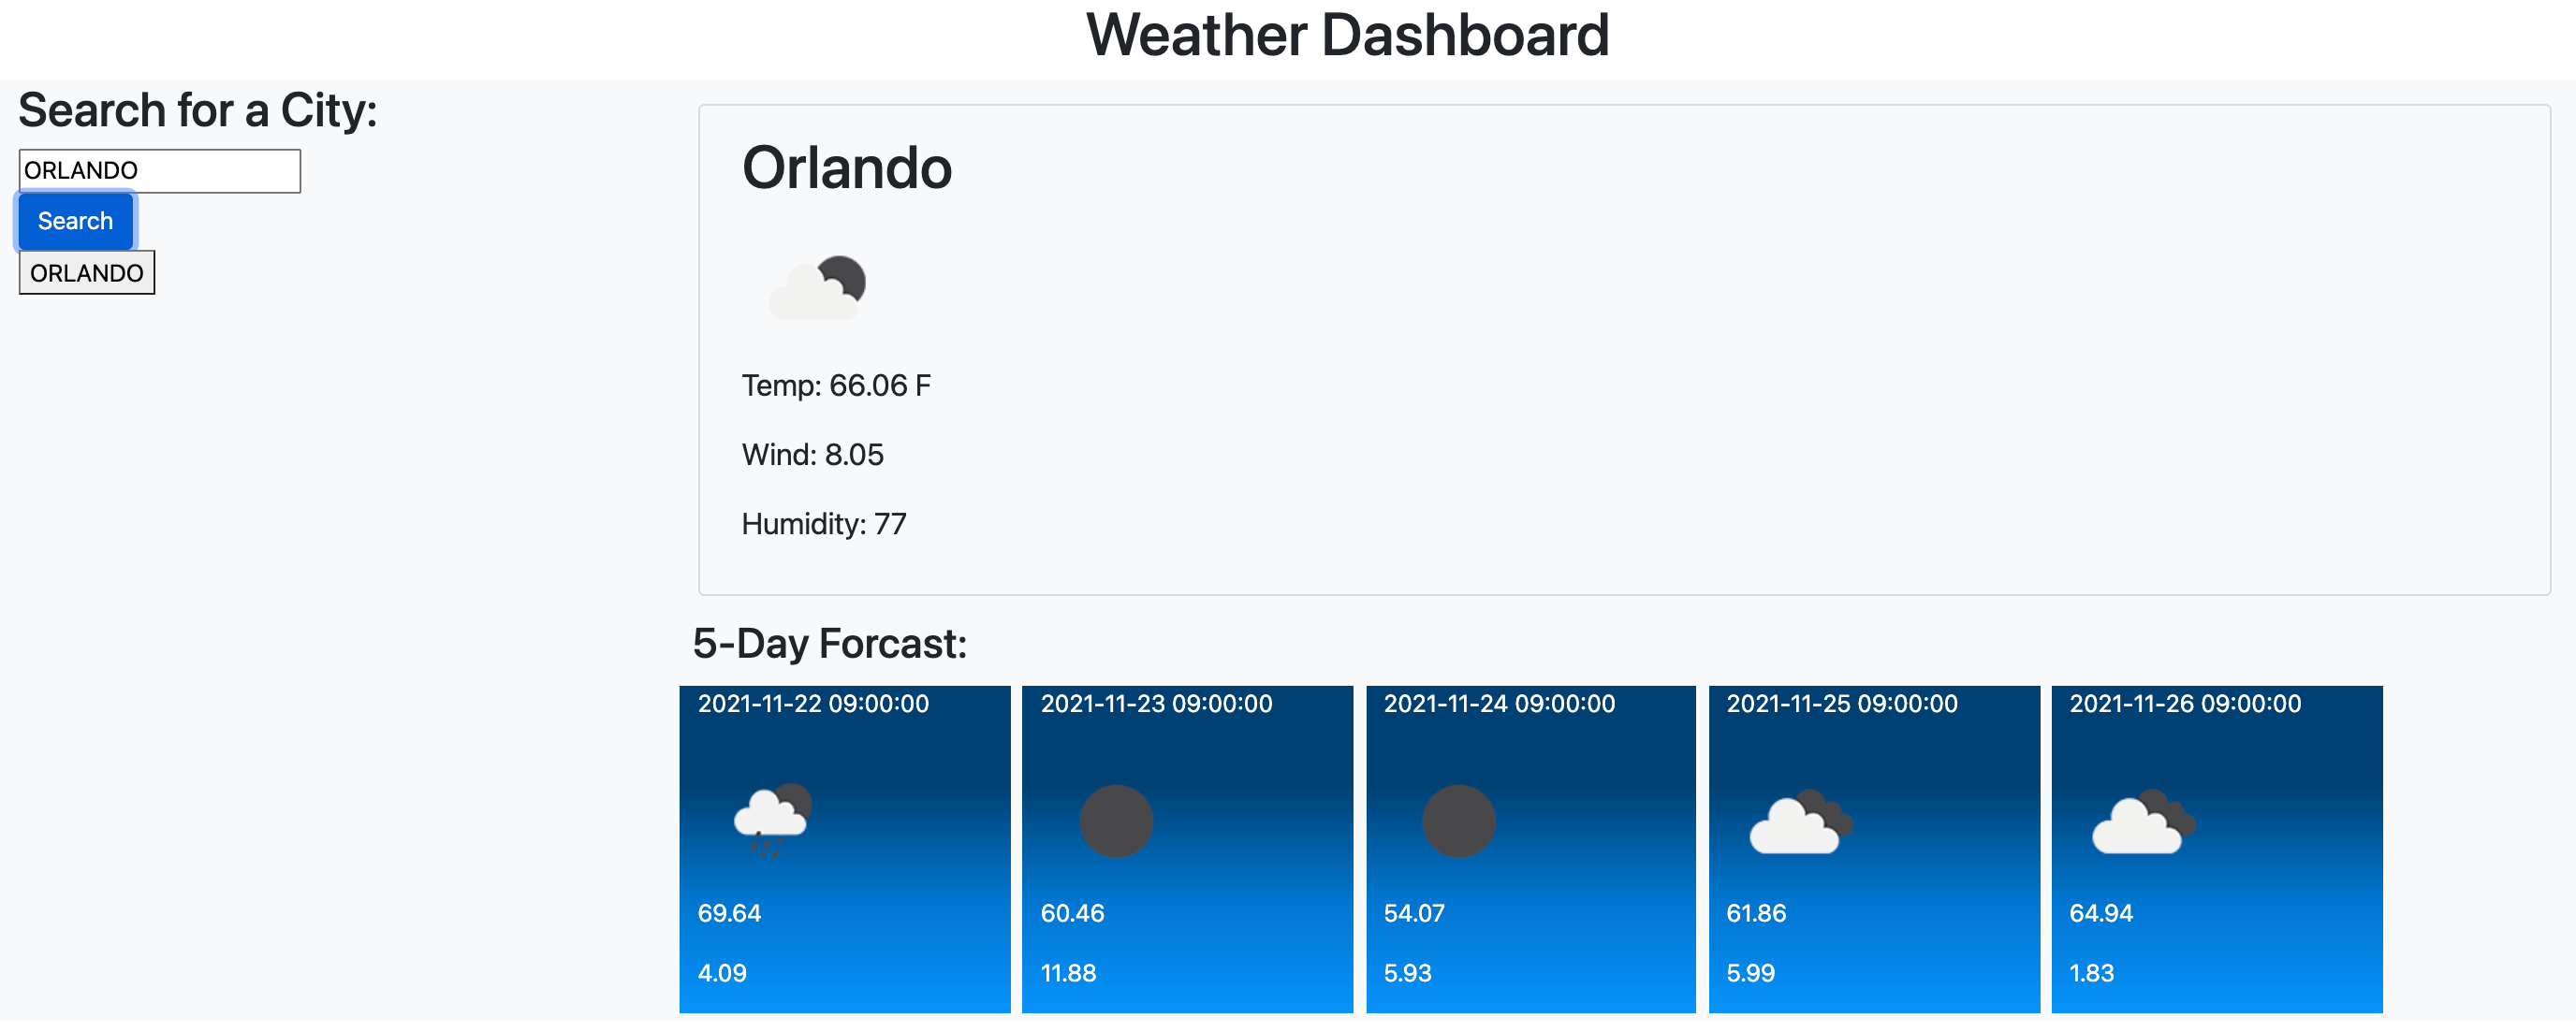 Weather Dashboard
Search for a City:
ORLANDO
Search
ORLANDO
Orlando
Temp: 66.06 F
Wind: 8.05
Humidity: 77
5-Day Forcast:
2021-11-22 09:00:00
69.64
4.09
2021-11-23 09:00:00
60.46
11.88
2021-11-24 09:00:00
54.07
5.93
2021-11-25 09:00:00
61.86
5.99
2021-11-26 09:00:00
64.94
1.83